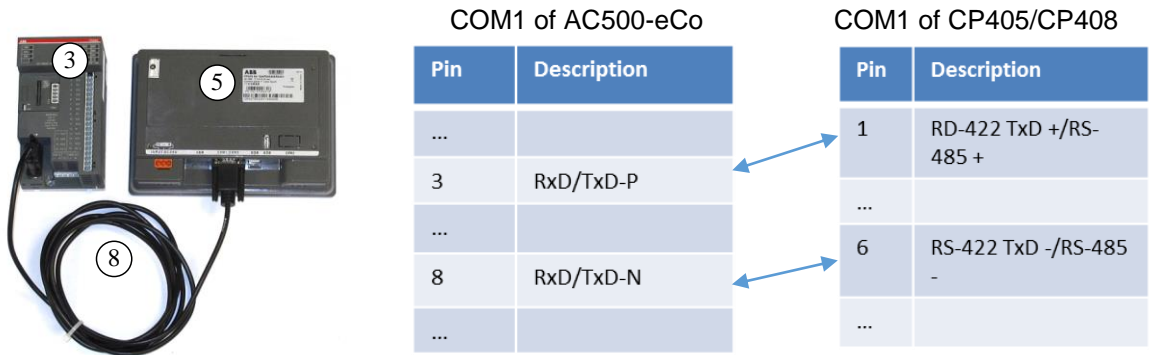 COM1 of AC500-eCo
COM1 of CP405/CP408
3
5
8
ABB
Pin Description
...
3 RxD/TxD-P
...
8 RxD/TxD-N
...
Pin Description
1 RD-422 TxD +/RS-
485 +
...
6 RS-422 TxD -/RS-485
-
...